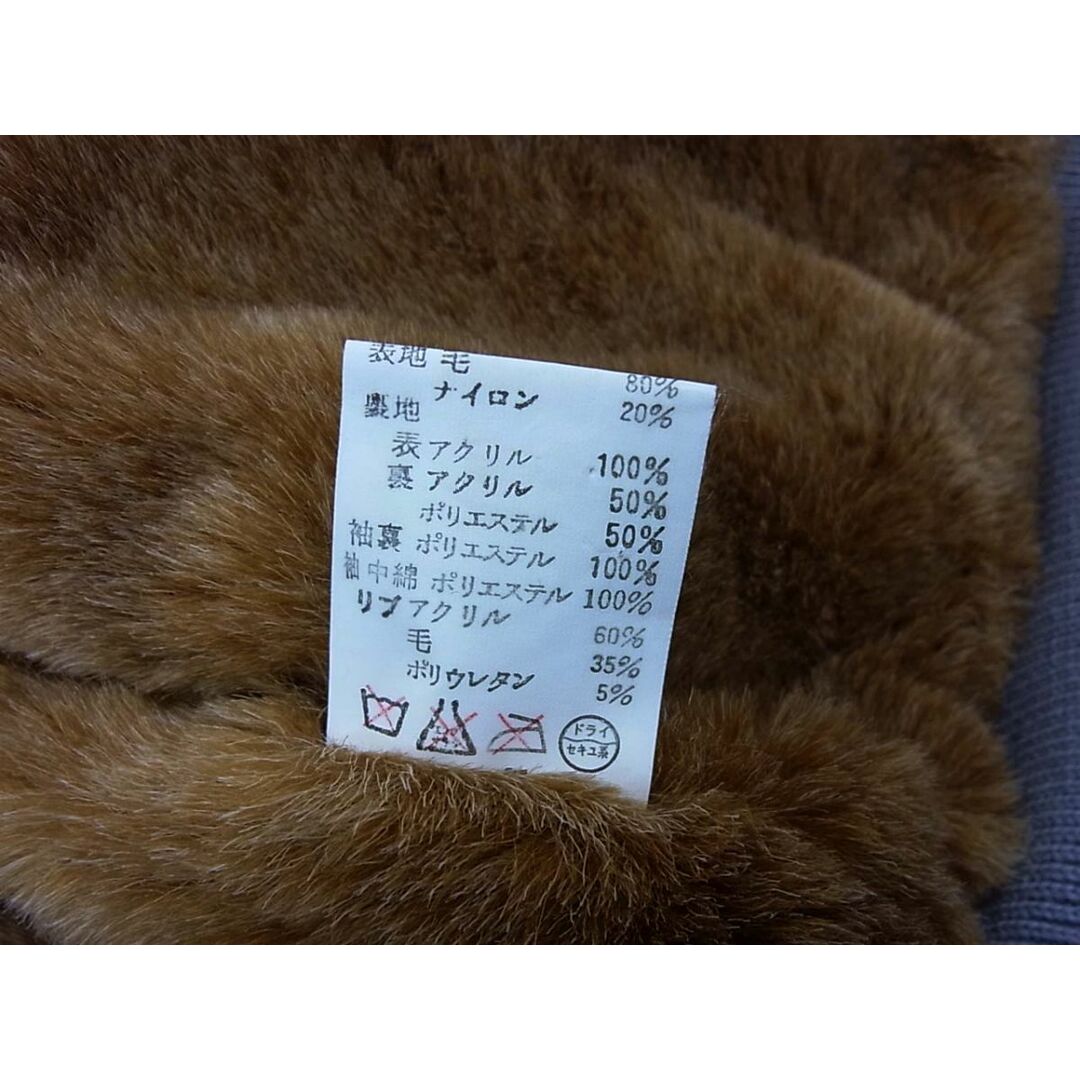 表地 毛 80%
ナイロン 20%
裏地
表 アクリル 100%
裏 アクリル 50%
ポリエステル 50%
袖裏 ポリエステル 100%
袖中綿 ポリエステル 100%
リブ アクリル 60%
毛 35%
ポリウレタン 5%
ドライ
セキユ系